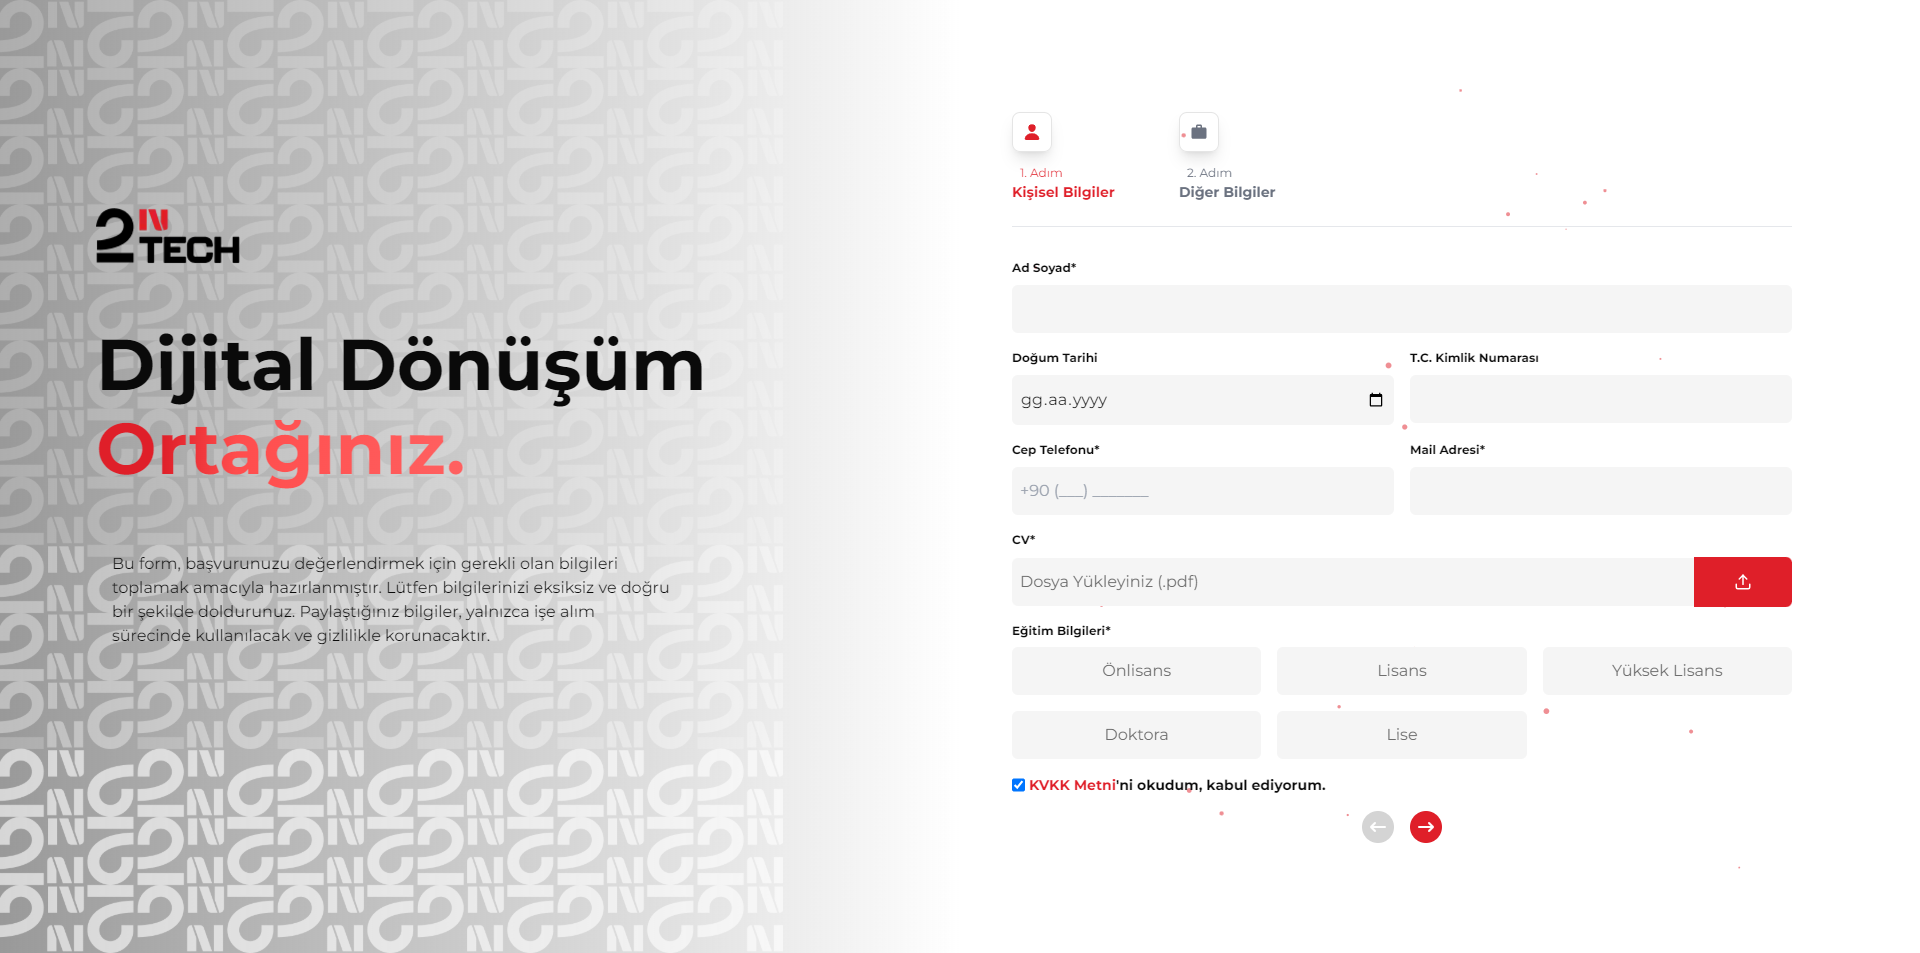 2N TECH
Dijital Dönüşüm
Ortağınız.
Bu form, başvurunuzu değerlendirmek için gerekli olan bilgileri
toplamak amacıyla hazırlanmıştır. Lütfen bilgilerinizi eksiksiz ve doğru
bir şekilde doldurunuz. Paylaştığınız bilgiler, yalnızca işe alım
sürecinde kullanılacak ve gizlilikle korunacaktır.
1. Adım
Kişisel Bilgiler
2. Adım
Diğer Bilgiler
Ad Soyad*
Doğum Tarihi
T.C. Kimlik Numarası
gg.aa.yyyy
Cep Telefonu*
Mail Adresi*
+90 (___) _______
CV*
Dosya Yükleyiniz (.pdf)
Eğitim Bilgileri*
Önlisans
Lisans
Yüksek Lisans
Doktora
Lise
KVKK Metni'ni okudum, kabul ediyorum.